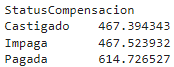 StatusCompensacion
Castigado    467.394343
Impaga       467.523932
Pagada       614.726527